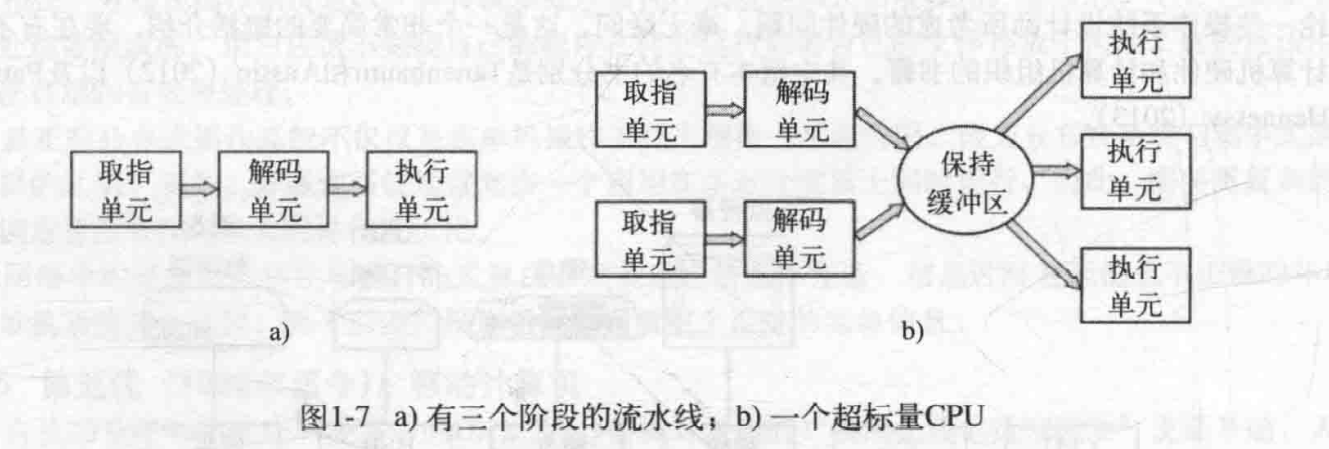 取指
单元
解码
单元
执行
单元
a)
取指
单元
解码
单元
取指
单元
解码
单元
保持
缓冲区
执行
单元
执行
单元
执行
单元
b)
图1-7 a) 有三个阶段的流水线；b) 一个超标量CPU